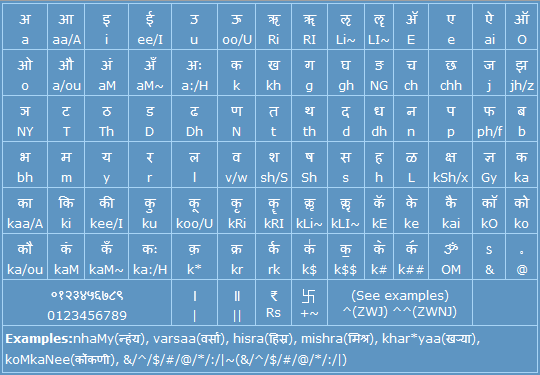 अ आ इ ई उ ऊ ऋ ॠ ऌ ॡ ऍ ए ऐ ऑ
a aa/A i ee/I u oo/U Ri RI Li~ LI~ E e ai O
ओ औ अं अँ अः क ख ग घ ङ च छ ज झ
o a/ou aM aM~ a:/H k kh g gh NG ch chh j jh/z
ञ ट ठ ड ढ ण त थ द ध न प फ ब
NY T Th D Dh N t th d dh n p ph/f b
भ म य र ल व श ष स ह ळ क्ष ज्ञ क
bh m y r l v/w sh/S Sh s h L kSh/x Gy ka
का कि की कु कू कृ कॄ कॢ कॣ कॅ के कै कॉ को
kaa/A ki kee/I ku koo/U kRi kRI kLi~ kLI~ kE ke kai kO ko
कौ कं कँ कः क़ क्र र्क क॑ क॒ ॐ ऽ ॰
ka/ou kaM kaM~ ka:/H k* kr rk k$ k$$ k# k## OM & @
०१२३४५६७८९ । ॥ ₹ 卐 (See examples)
0123456789 | || Rs +~ ^(ZWJ) ^^(ZWNJ)
Examples:nhaMy(न्हंय), varsaa(वर्सा), hisra(हिस्र), mishra(मिश्र), khar*yaa(खऱ्या),
koMkaNee(कोंकणी), &/^/$/#/@/*/:/|~(&/^/$/#/@/*/:/|)